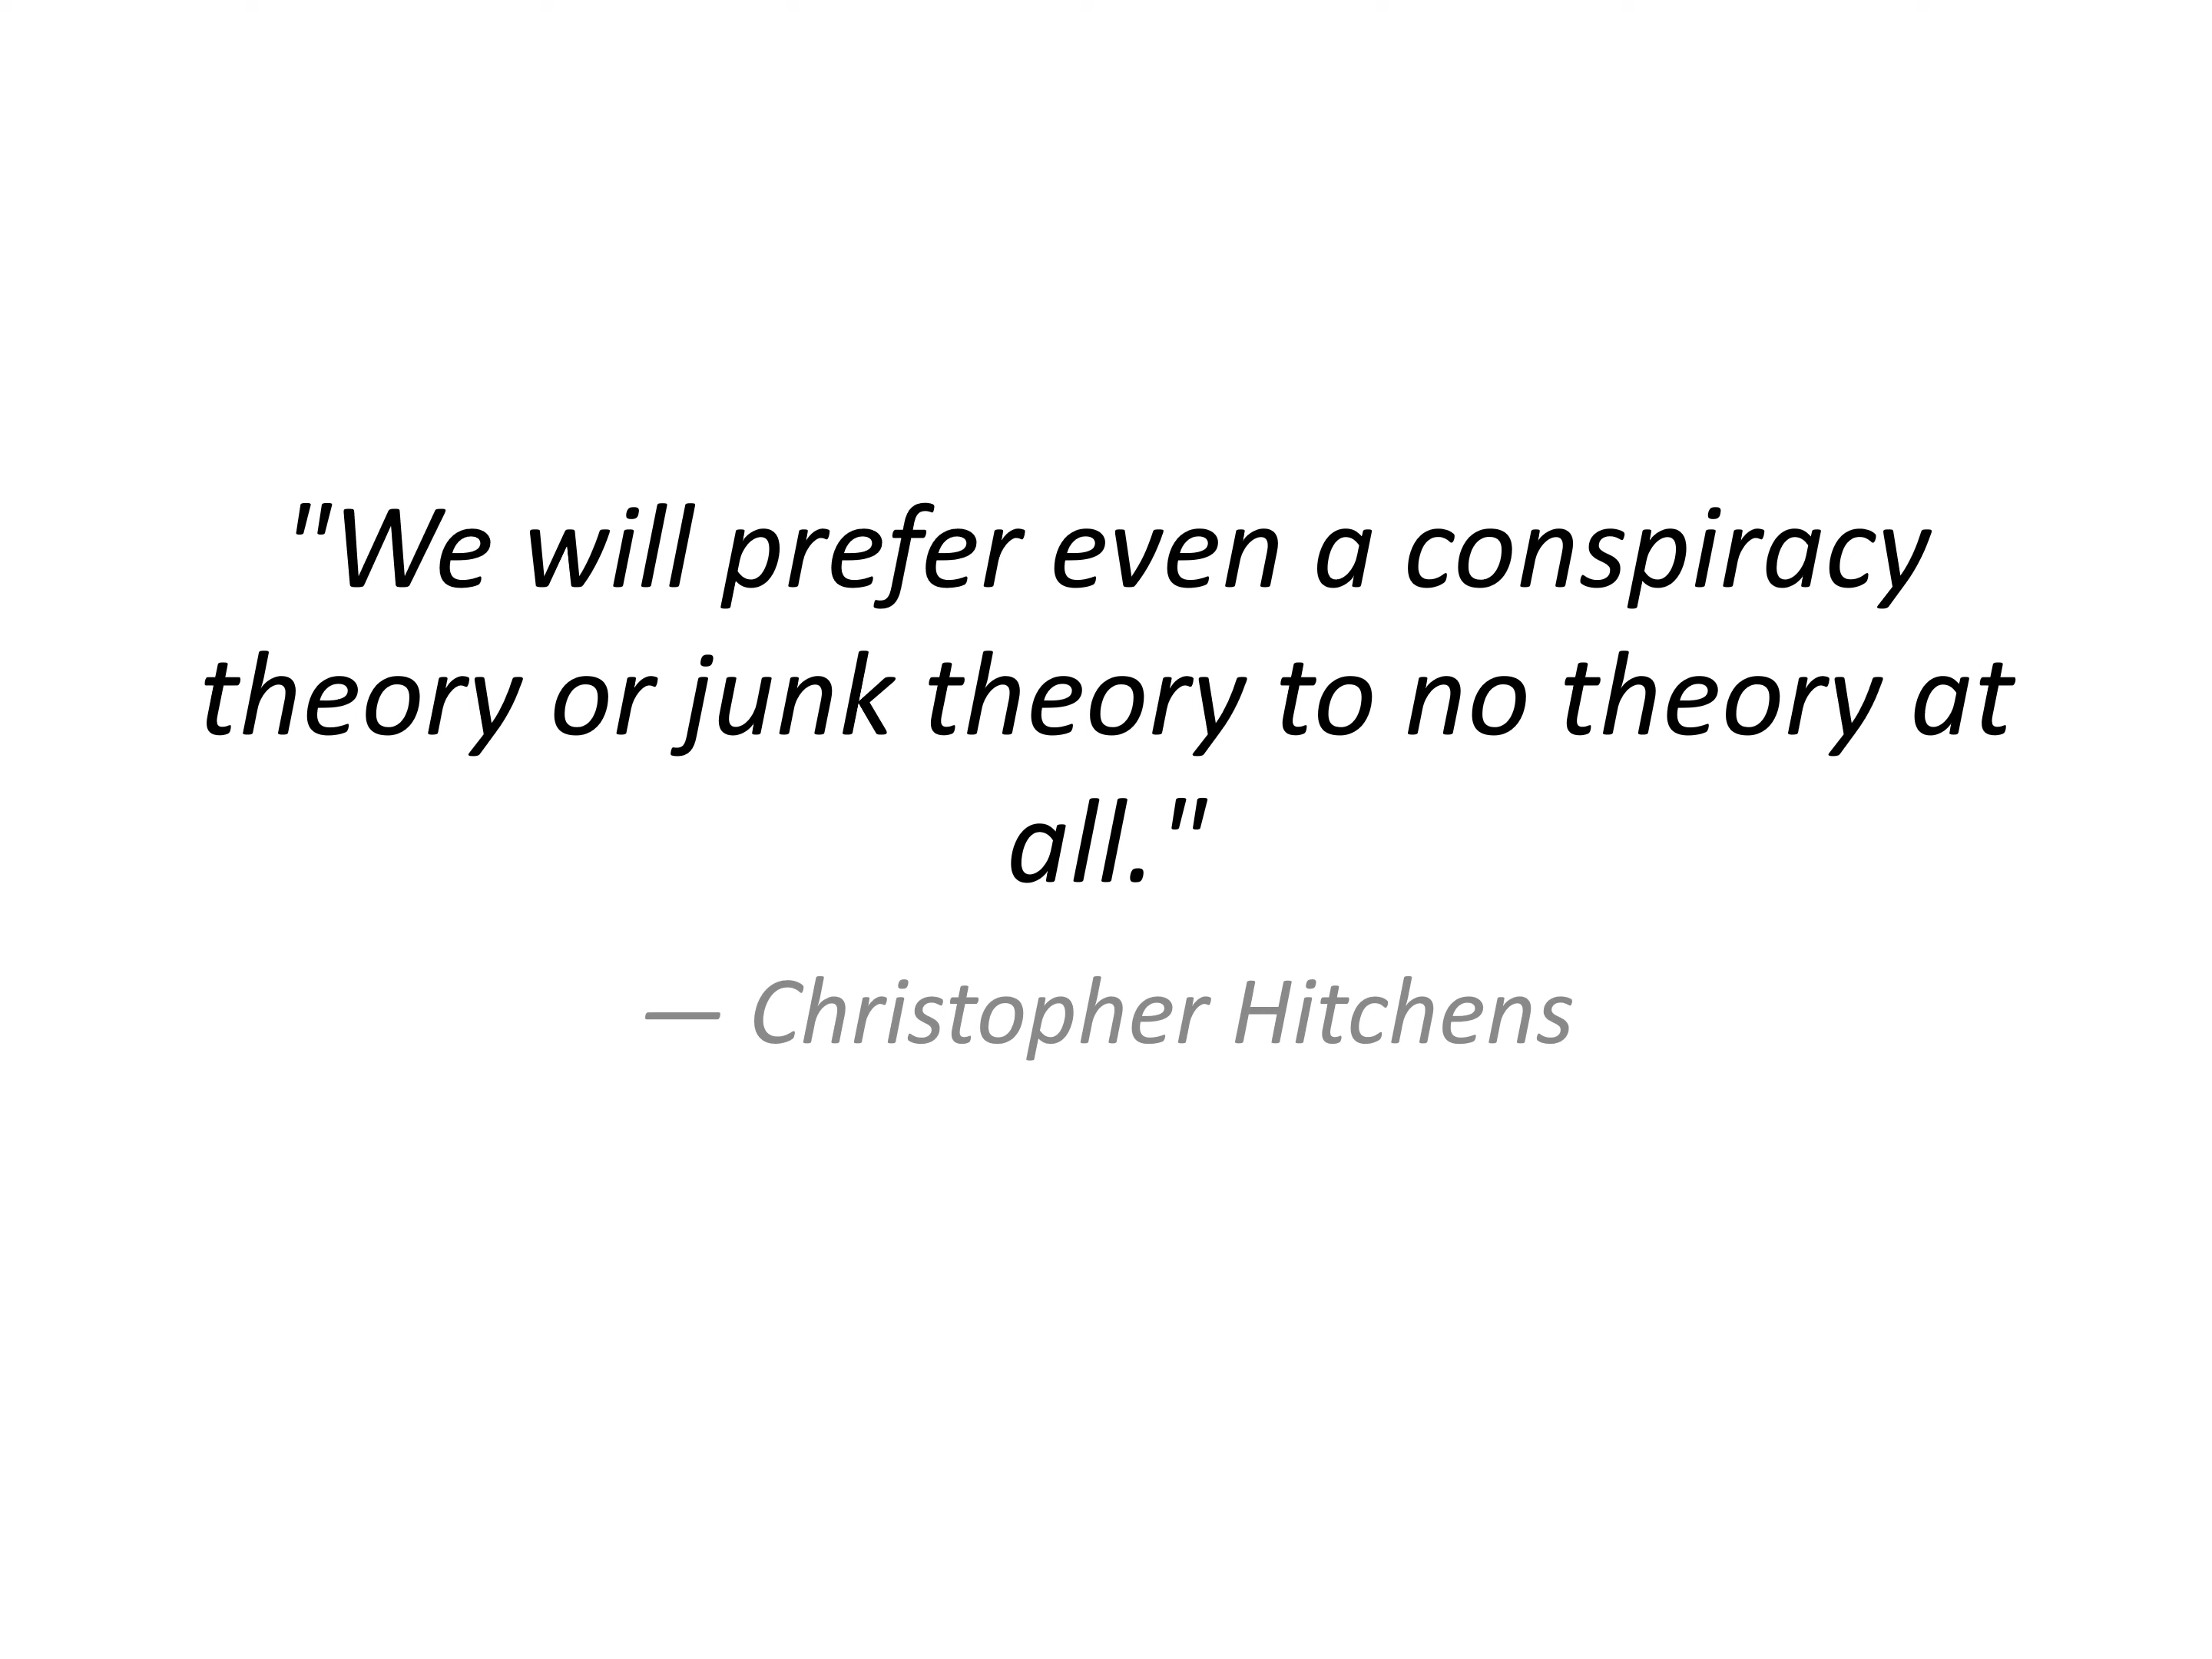 "We will prefer even a conspiracy
theory or junk theory to no theory at
all."
— Christopher Hitchens